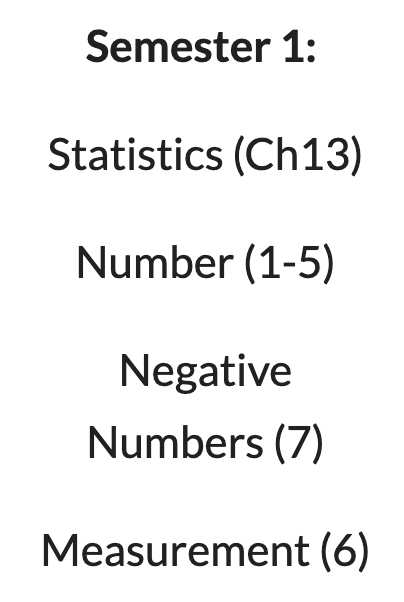 Semester 1:
Statistics (Ch13)
Number (1-5)
Negative
Numbers (7)
Measurement (6)